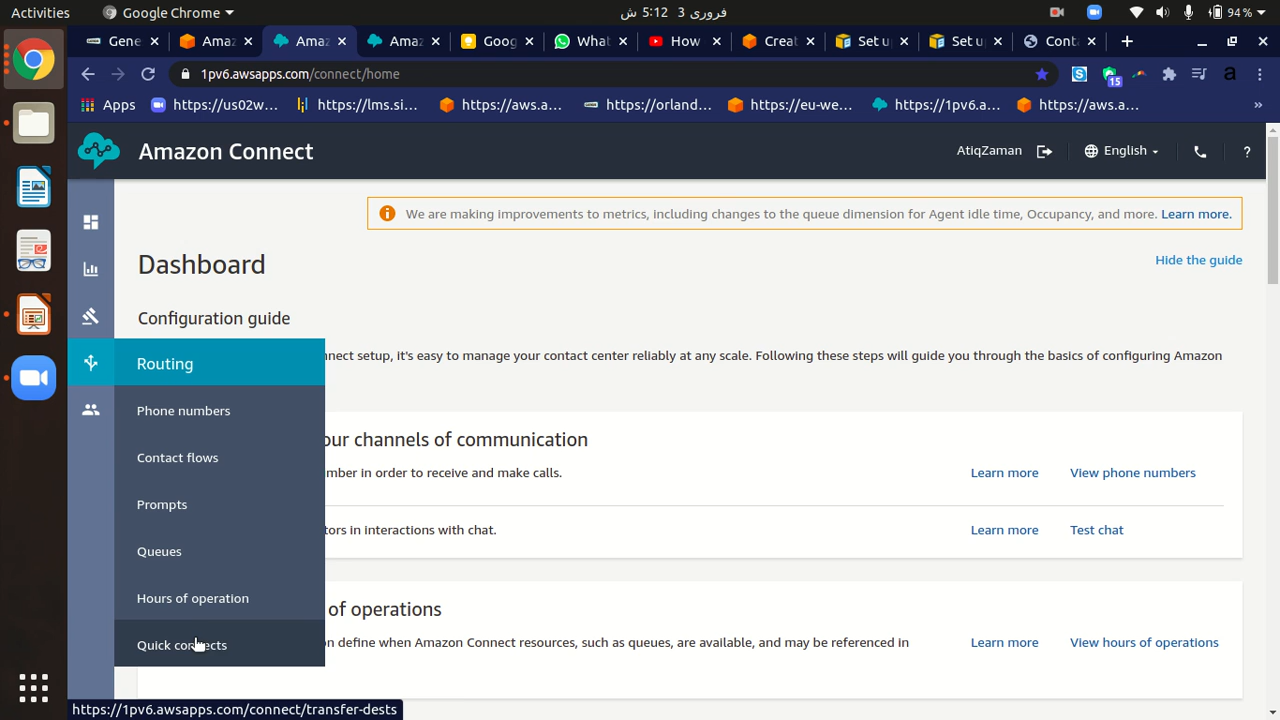 Activities
Google Chrome
فروری 3 5:12 ش
94 %
Gene
Amaz
Amaz
Amaz
Goog
What
How
Creat
Set u
Set u
Conta
1pv6.awsapps.com/connect/home
15
a
Apps
https://us02w...
https://lms.si...
https://aws.a...
https://orland...
https://eu-we...
https://1pv6.a...
https://aws.a...
»
Amazon Connect
AtiqZaman
English
?
We are making improvements to metrics, including changes to the queue dimension for Agent idle time, Occupancy, and more. Learn more.
Dashboard
Hide the guide
Configuration guide
Routing
nnect setup, it's easy to manage your contact center reliably at any scale. Following these steps will guide you through the basics of configuring Amazon
Phone numbers
our channels of communication
Contact flows
mber in order to receive and make calls.
Learn more
View phone numbers
Prompts
tors in interactions with chat.
Learn more
Test chat
Queues
Hours of operation
of operations
Quick connects
on define when Amazon Connect resources, such as queues, are available, and may be referenced in
Learn more
View hours of operations
https://1pv6.awsapps.com/connect/transfer-dests